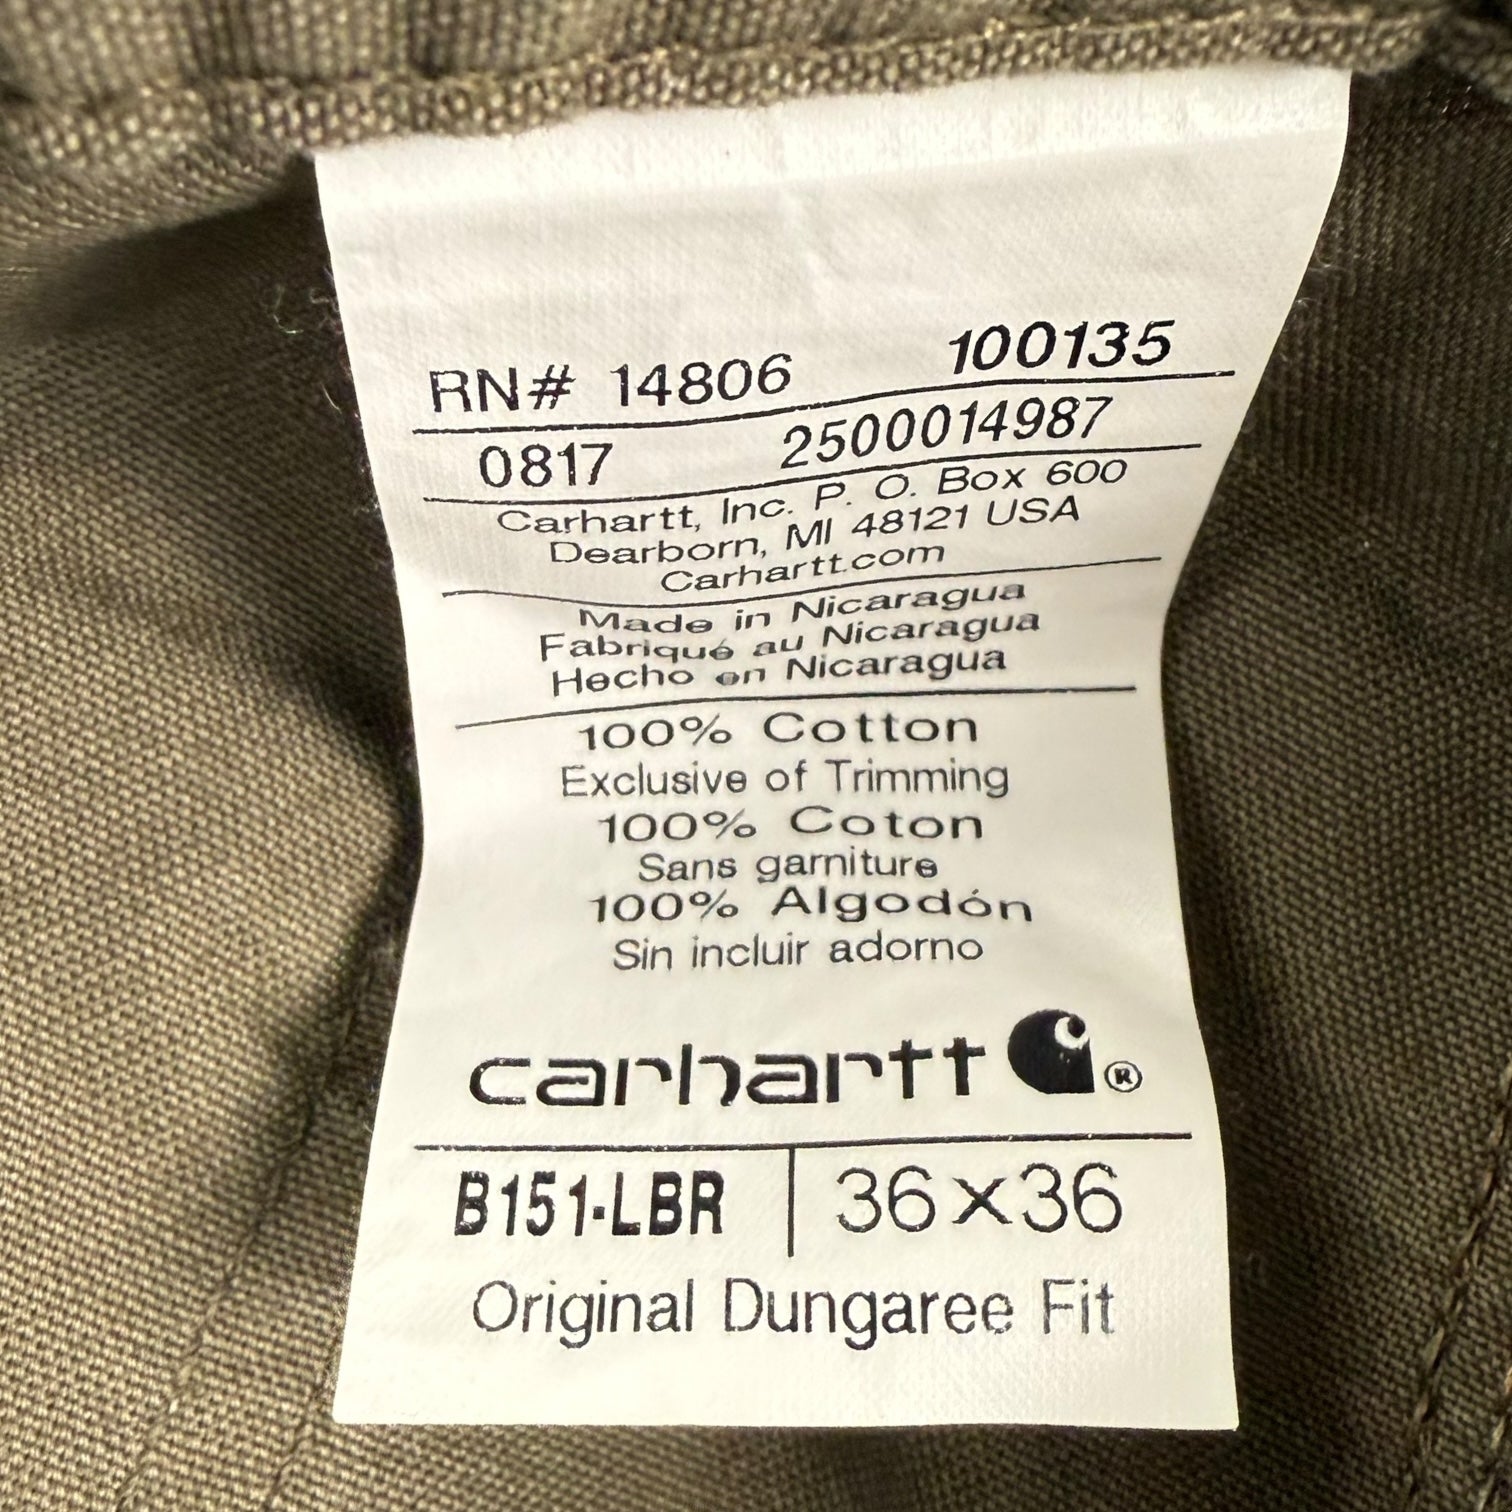 RN# 14806 100135
0817 2500014987
Carhartt, Inc. P. O. Box 600
Dearborn, MI 48121 USA
Carhartt.com
Made in Nicaragua
Fabriqué au Nicaragua
Hecho en Nicaragua
100% Cotton
Exclusive of Trimming
100% Coton
Sans garniture
100% Algodón
Sin incluir adorno
carhartt ®
B151-LBR | 36x36
Original Dungaree Fit